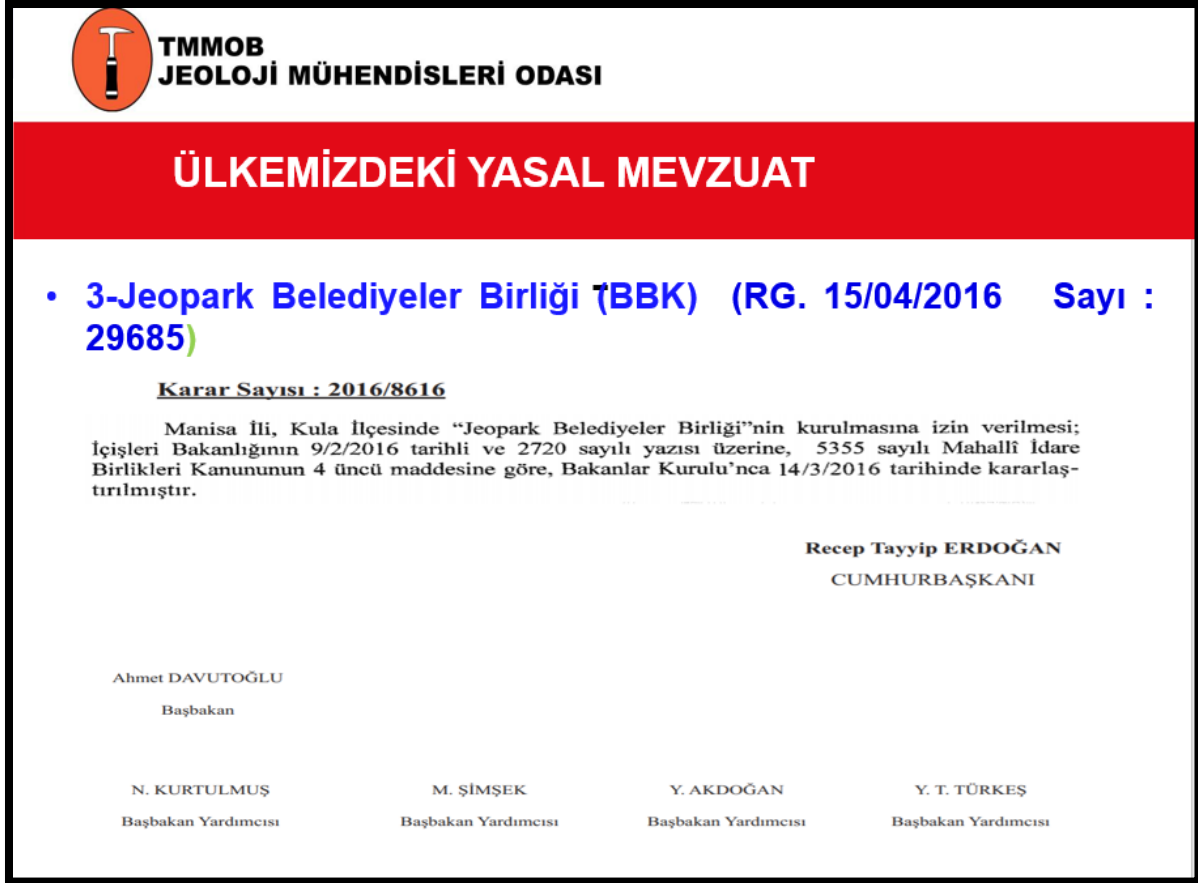 TMMOB
JEOLOJİ MÜHENDİSLERİ ODASI
ÜLKEMİZDEKİ YASAL MEVZUAT
• 3-Jeopark Belediyeler Birliği (BBK) (RG. 15/04/2016 Sayı :
29685)
Karar Sayısı : 2016/8616
Manisa İli, Kula İlçesinde “Jeopark Belediyeler Birliği”nin kurulmasına izin verilmesi;
İçişleri Bakanlığının 9/2/2016 tarihli ve 2720 sayılı yazısı üzerine, 5355 sayılı Mahallî İdare
Birlikleri Kanununun 4 üncü maddesine göre, Bakanlar Kurulu’nca 14/3/2016 tarihinde kararlaş-
tırılmıştır.
Recep Tayyip ERDOĞAN
CUMHURBAŞKANI
Ahmet DAVUTOĞLU
Başbakan
N. KURTULMUŞ M. ŞİMŞEK Y. AKDOĞAN Y. T. TÜRKEŞ
Başbakan Yardımcısı Başbakan Yardımcısı Başbakan Yardımcısı Başbakan Yardımcısı